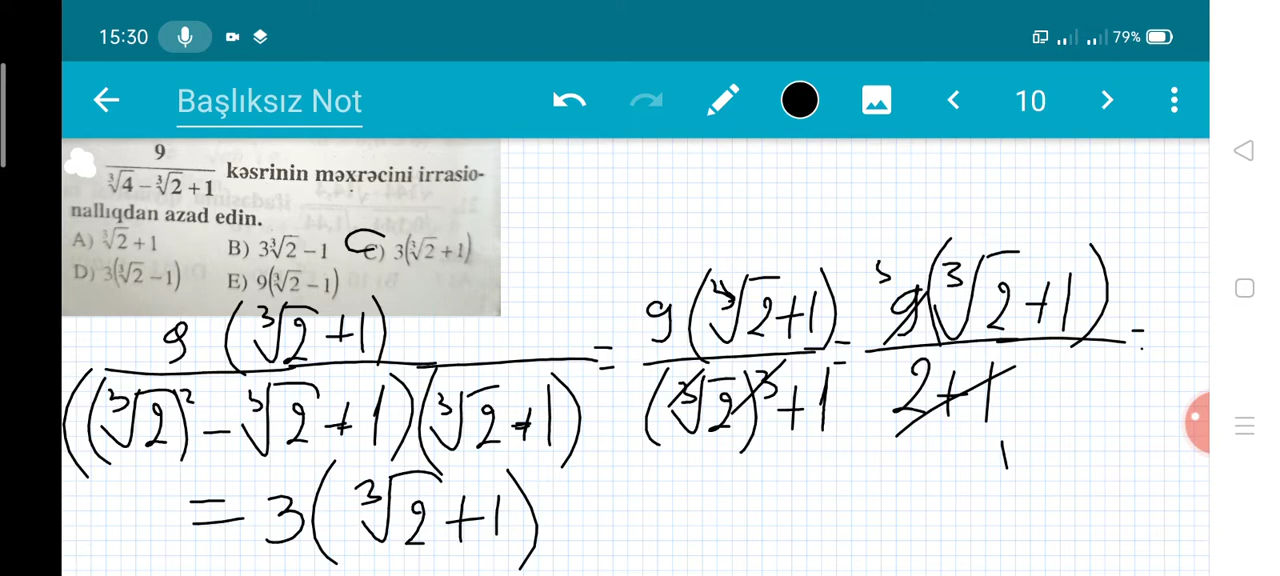 15:30 79%
Başlıksız Not 10
9 / (∛4 − ∛2 + 1) kəsrinin məxrəcini irrasio-
nallıqdan azad edin.
A) ∛2 + 1 B) 3∛2 − 1 C) 3(∛2 + 1)
D) 3(∛2 − 1) E) 9(∛2 − 1)
9(∛2 + 1) / (((∛2)² − ∛2 + 1)(∛2 + 1)) = 9(∛2 + 1) / ((∛2)³ + 1) = 3 9(∛2 + 1) / (2 + 1) 1 =
= 3(∛2 + 1)